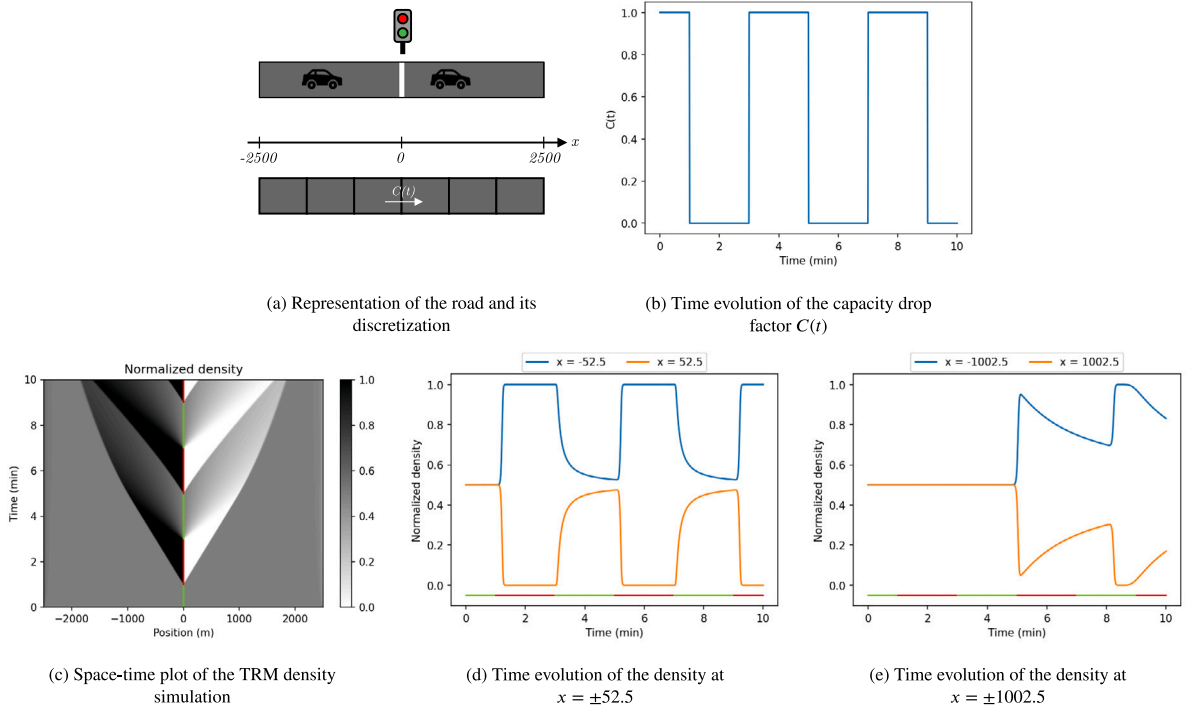 x
-2500
0
2500
C(t)
(a) Representation of the road and its
discretization
1.0
0.8
0.6
0.4
0.2
0.0
C(t)
0 2 4 6 8 10
Time (min)
(b) Time evolution of the capacity drop
factor C(t)
Normalized density
10
8
6
4
2
0
Time (min)
−2000 −1000 0 1000 2000
Position (m)
1.0
0.8
0.6
0.4
0.2
0.0
(c) Space-time plot of the TRM density
simulation
x = -52.5 x = 52.5
1.0
0.8
0.6
0.4
0.2
0.0
Normalized density
0 2 4 6 8 10
Time (min)
(d) Time evolution of the density at
x = ±52.5
x = -1002.5 x = 1002.5
1.0
0.8
0.6
0.4
0.2
0.0
Normalized density
0 2 4 6 8 10
Time (min)
(e) Time evolution of the density at
x = ±1002.5